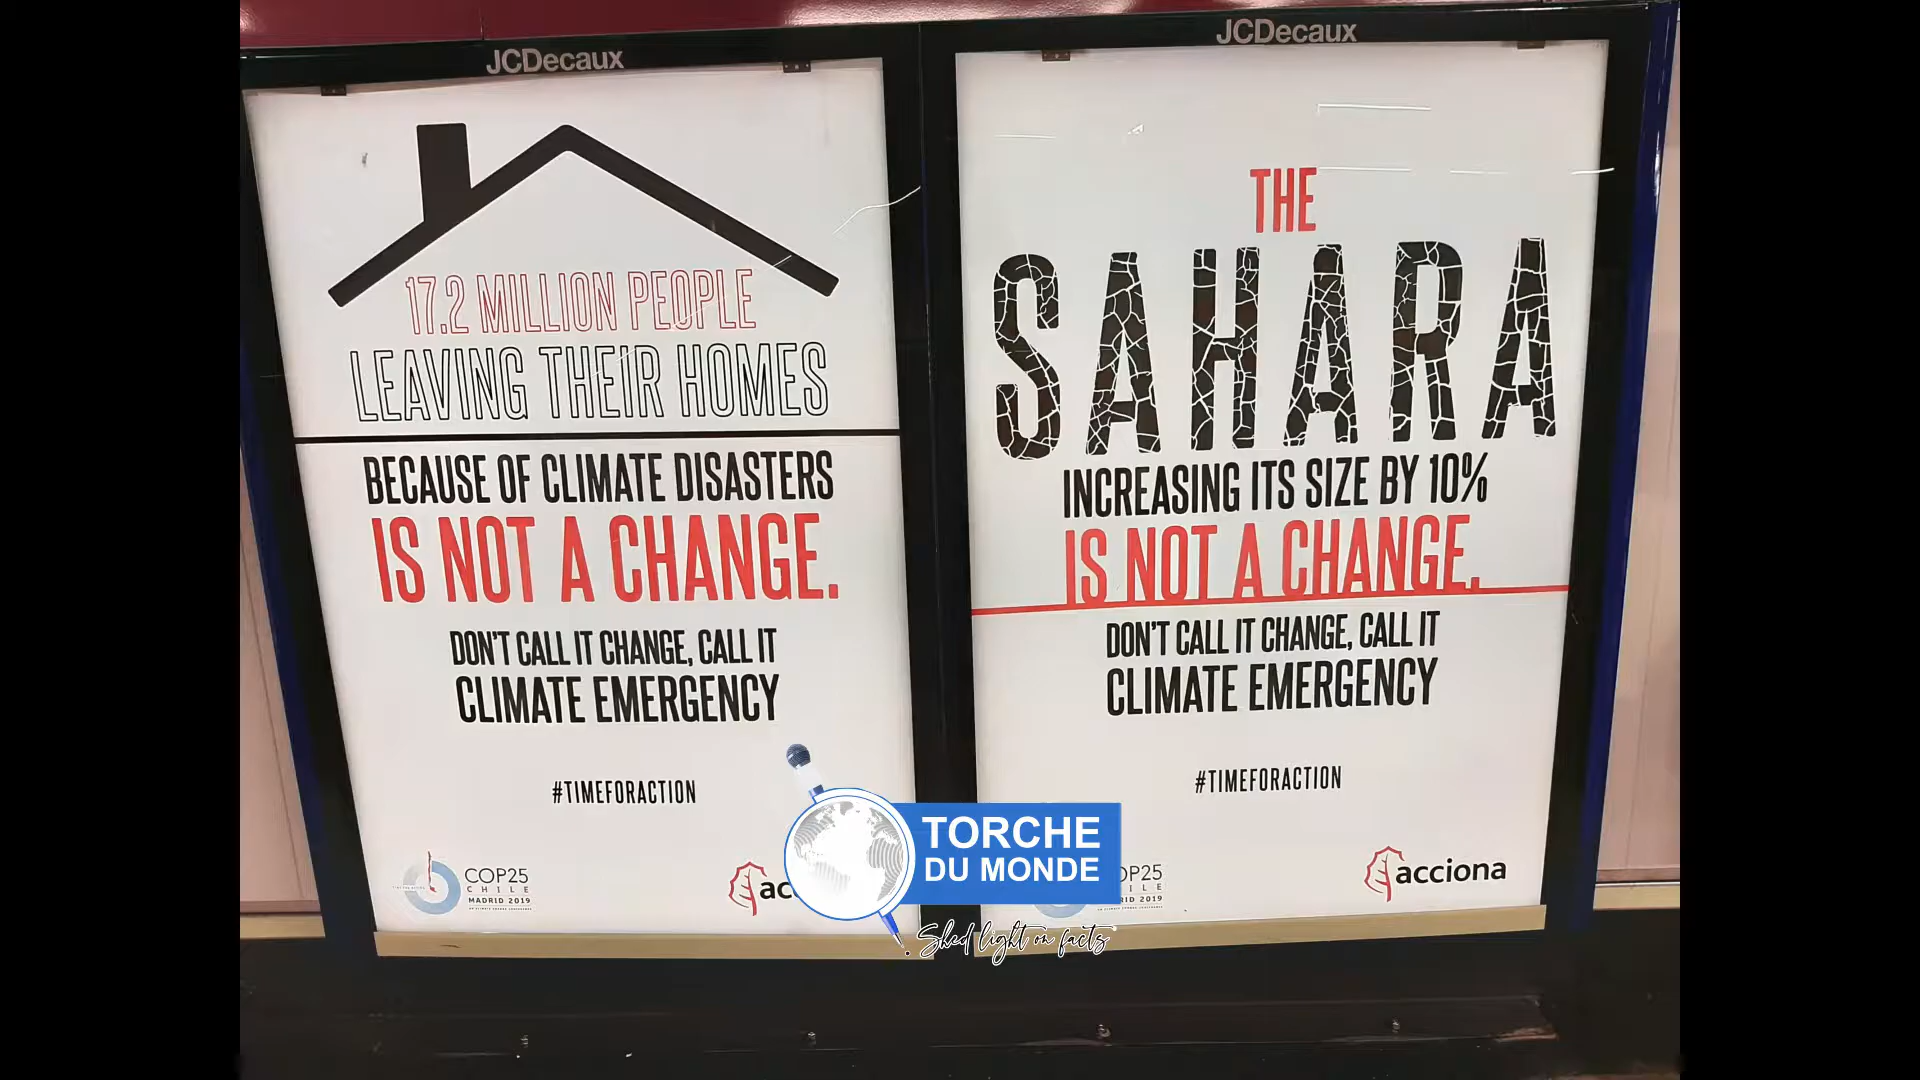 JCDecaux
17.2 MILLION PEOPLE
LEAVING THEIR HOMES
BECAUSE OF CLIMATE DISASTERS
IS NOT A CHANGE.
DON'T CALL IT CHANGE, CALL IT
CLIMATE EMERGENCY
#TIMEFORACTION
COP25
CHILE
MADRID 2019
JCDecaux
THE
SAHARA
INCREASING ITS SIZE BY 10%
IS NOT A CHANGE.
DON'T CALL IT CHANGE, CALL IT
CLIMATE EMERGENCY
#TIMEFORACTION
acciona
TORCHE
DU MONDE
Shed light on facts